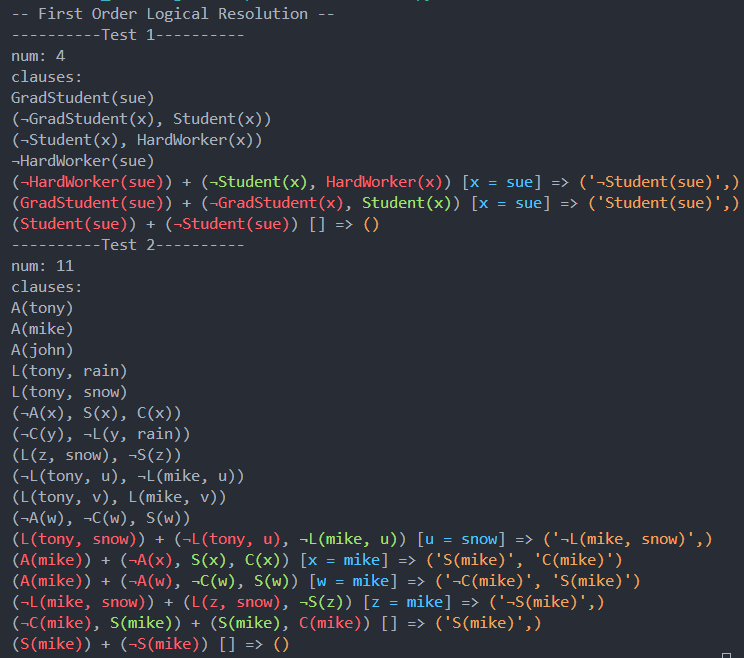 -- First Order Logical Resolution --
----------Test 1----------
num: 4
clauses:
GradStudent(sue)
(¬GradStudent(x), Student(x))
(¬Student(x), HardWorker(x))
¬HardWorker(sue)
(¬HardWorker(sue)) + (¬Student(x), HardWorker(x)) [x = sue] => ('¬Student(sue)',)
(GradStudent(sue)) + (¬GradStudent(x), Student(x)) [x = sue] => ('Student(sue)',)
(Student(sue)) + (¬Student(sue)) [] => ()
----------Test 2----------
num: 11
clauses:
A(tony)
A(mike)
A(john)
L(tony, rain)
L(tony, snow)
(¬A(x), S(x), C(x))
(¬C(y), ¬L(y, rain))
(L(z, snow), ¬S(z))
(¬L(tony, u), ¬L(mike, u))
(L(tony, v), L(mike, v))
(¬A(w), ¬C(w), S(w))
(L(tony, snow)) + (¬L(tony, u), ¬L(mike, u)) [u = snow] => ('¬L(mike, snow)',)
(A(mike)) + (¬A(x), S(x), C(x)) [x = mike] => ('S(mike)', 'C(mike)')
(A(mike)) + (¬A(w), ¬C(w), S(w)) [w = mike] => ('¬C(mike)', 'S(mike)')
(¬L(mike, snow)) + (L(z, snow), ¬S(z)) [z = mike] => ('¬S(mike)',)
(¬C(mike), S(mike)) + (S(mike), C(mike)) [] => ('S(mike)',)
(S(mike)) + (¬S(mike)) [] => ()